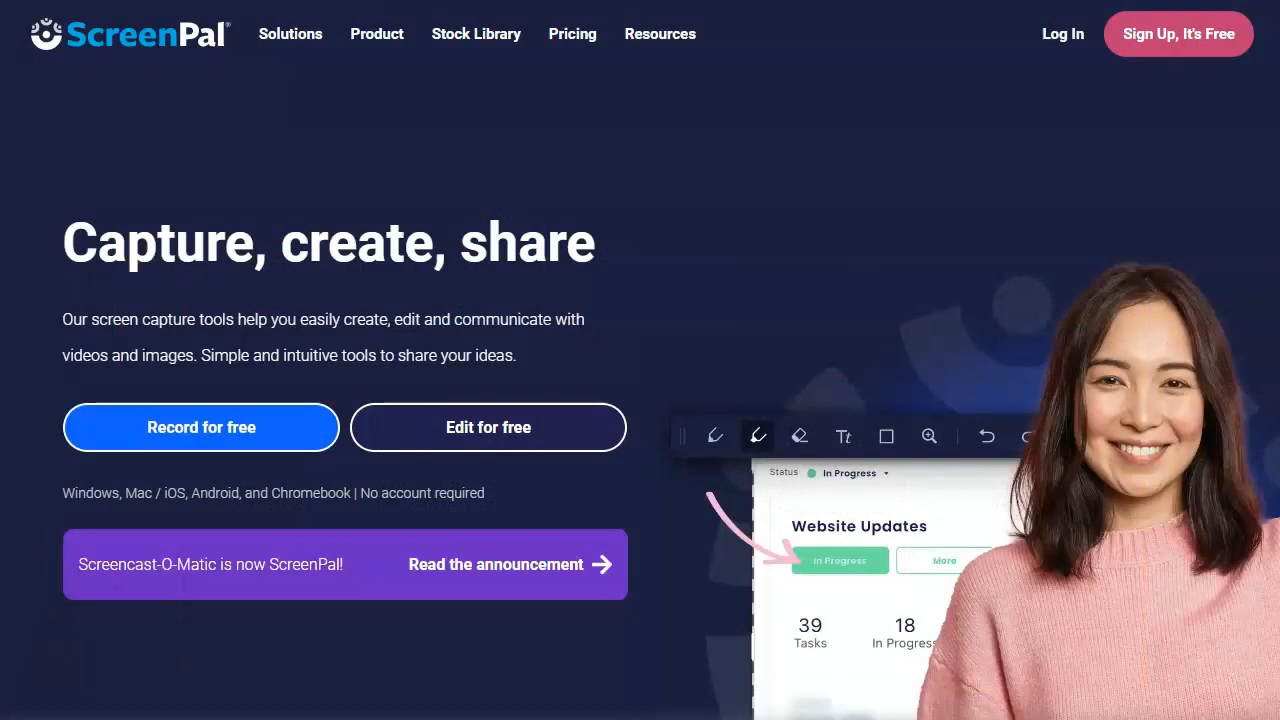 ScreenPal®
Solutions
Product
Stock Library
Pricing
Resources
Log In
Sign Up, It's Free
Capture, create, share
Our screen capture tools help you easily create, edit and communicate with
videos and images. Simple and intuitive tools to share your ideas.
Record for free
Edit for free
Windows, Mac / iOS, Android, and Chromebook | No account required
Screencast-O-Matic is now ScreenPal!
Read the announcement
Tt
Status
In Progress
Website Updates
In Progress
More
39
18
Tasks
In Progress